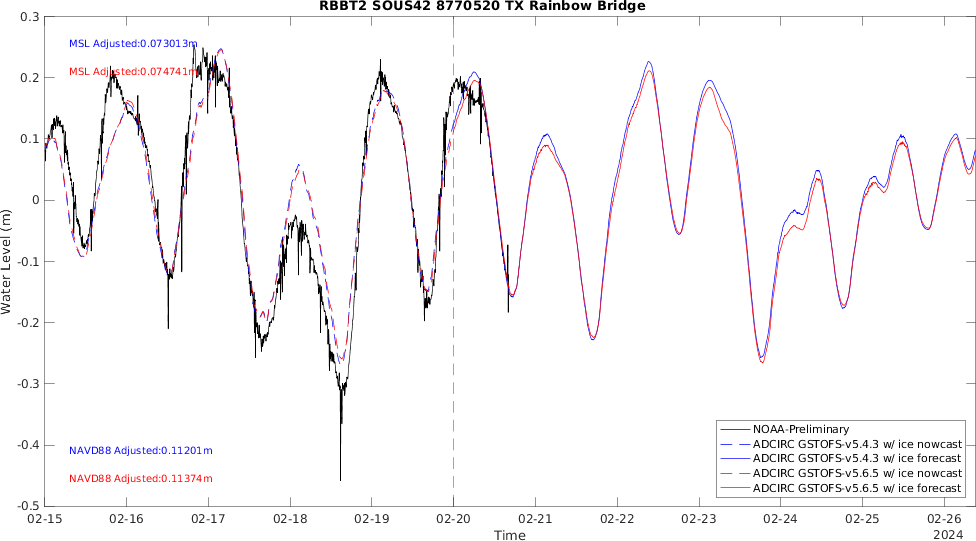 RBBT2 SOUS42 8770520 TX Rainbow Bridge
0.3
0.2
0.1
0
-0.1
-0.2
-0.3
-0.4
-0.5
Water Level (m)
MSL Adjusted:0.073013m
MSL Adjusted:0.074741m
NAVD88 Adjusted:0.11201m
NAVD88 Adjusted:0.11374m
NOAA-Preliminary
ADCIRC GSTOFS-v5.4.3 w/ ice nowcast
ADCIRC GSTOFS-v5.4.3 w/ ice forecast
ADCIRC GSTOFS-v5.6.5 w/ ice nowcast
ADCIRC GSTOFS-v5.6.5 w/ ice forecast
02-15 02-16 02-17 02-18 02-19 02-20 02-21 02-22 02-23 02-24 02-25 02-26
Time
2024